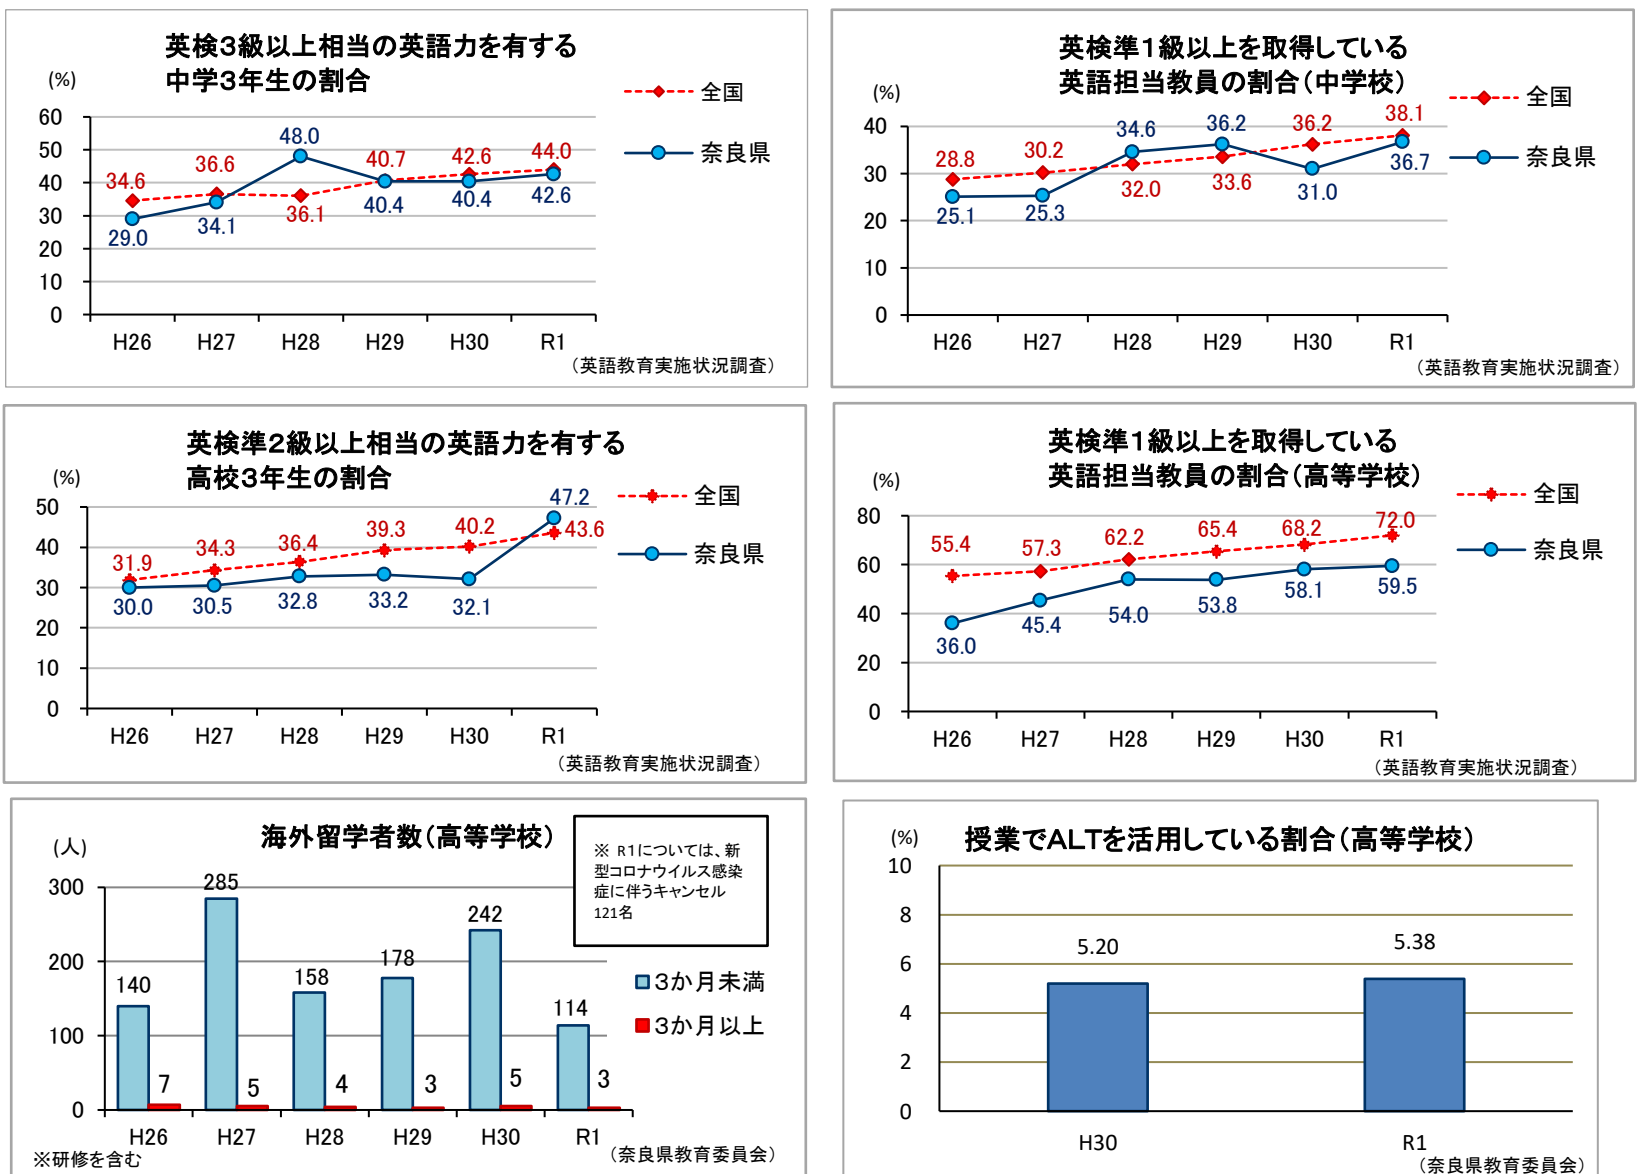 英検３級以上相当の英語力を有する
中学３年生の割合
(%)
全国
奈良県
60
50
40
30
20
10
0
34.6
36.6
36.1
40.7
42.6
44.0
29.0
34.1
48.0
40.4
40.4
42.6
H26
H27
H28
H29
H30
R1
（英語教育実施状況調査）
英検準１級以上を取得している
英語担当教員の割合（中学校）
(%)
全国
奈良県
40
30
20
10
0
28.8
30.2
32.0
33.6
36.2
38.1
25.1
25.3
34.6
36.2
31.0
36.7
H26
H27
H28
H29
H30
R1
（英語教育実施状況調査）
英検準２級以上相当の英語力を有する
高校３年生の割合
(%)
全国
奈良県
50
40
30
20
10
0
31.9
34.3
36.4
39.3
40.2
43.6
30.0
30.5
32.8
33.2
32.1
47.2
H26
H27
H28
H29
H30
R1
（英語教育実施状況調査）
英検準１級以上を取得している
英語担当教員の割合（高等学校）
(%)
全国
奈良県
80
60
40
20
0
55.4
57.3
62.2
65.4
68.2
72.0
36.0
45.4
54.0
53.8
58.1
59.5
H26
H27
H28
H29
H30
R1
（英語教育実施状況調査）
海外留学者数（高等学校）
(人)
※ R1については、新
型コロナウイルス感染
症に伴うキャンセル
121名
３か月未満
３か月以上
300
200
100
0
140
285
158
178
242
114
7
5
4
3
5
3
H26
H27
H28
H29
H30
R1
※研修を含む
（奈良県教育委員会）
授業でALTを活用している割合（高等学校）
(%)
10
8
6
4
2
0
5.20
5.38
H30
R1
（奈良県教育委員会）